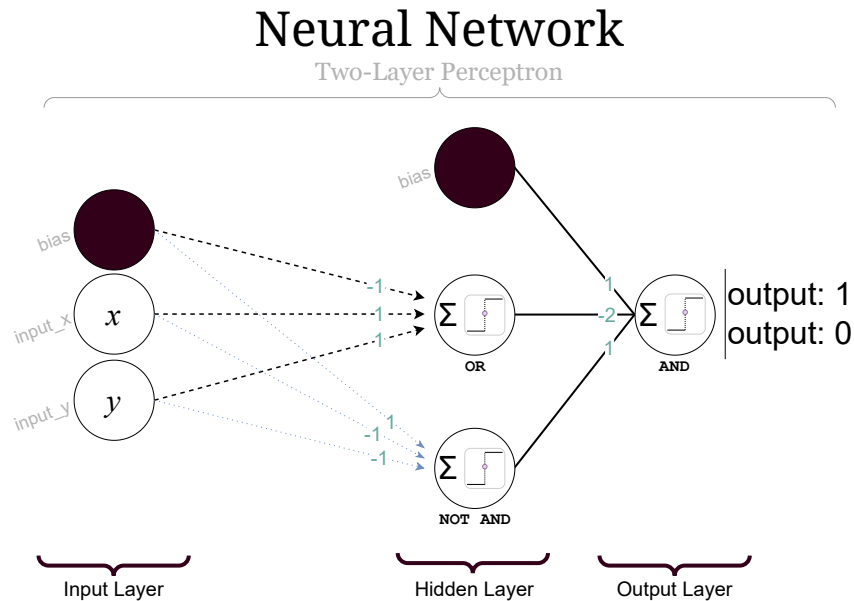 Neural Network
Two-Layer Perceptron
bias
bias
x
input_x
y
input_y
-1
1
1
1
-1
-1
Σ
OR
Σ
NOT AND
1
-2
1
Σ
AND
output: 1
output: 0
Input Layer
Hidden Layer
Output Layer